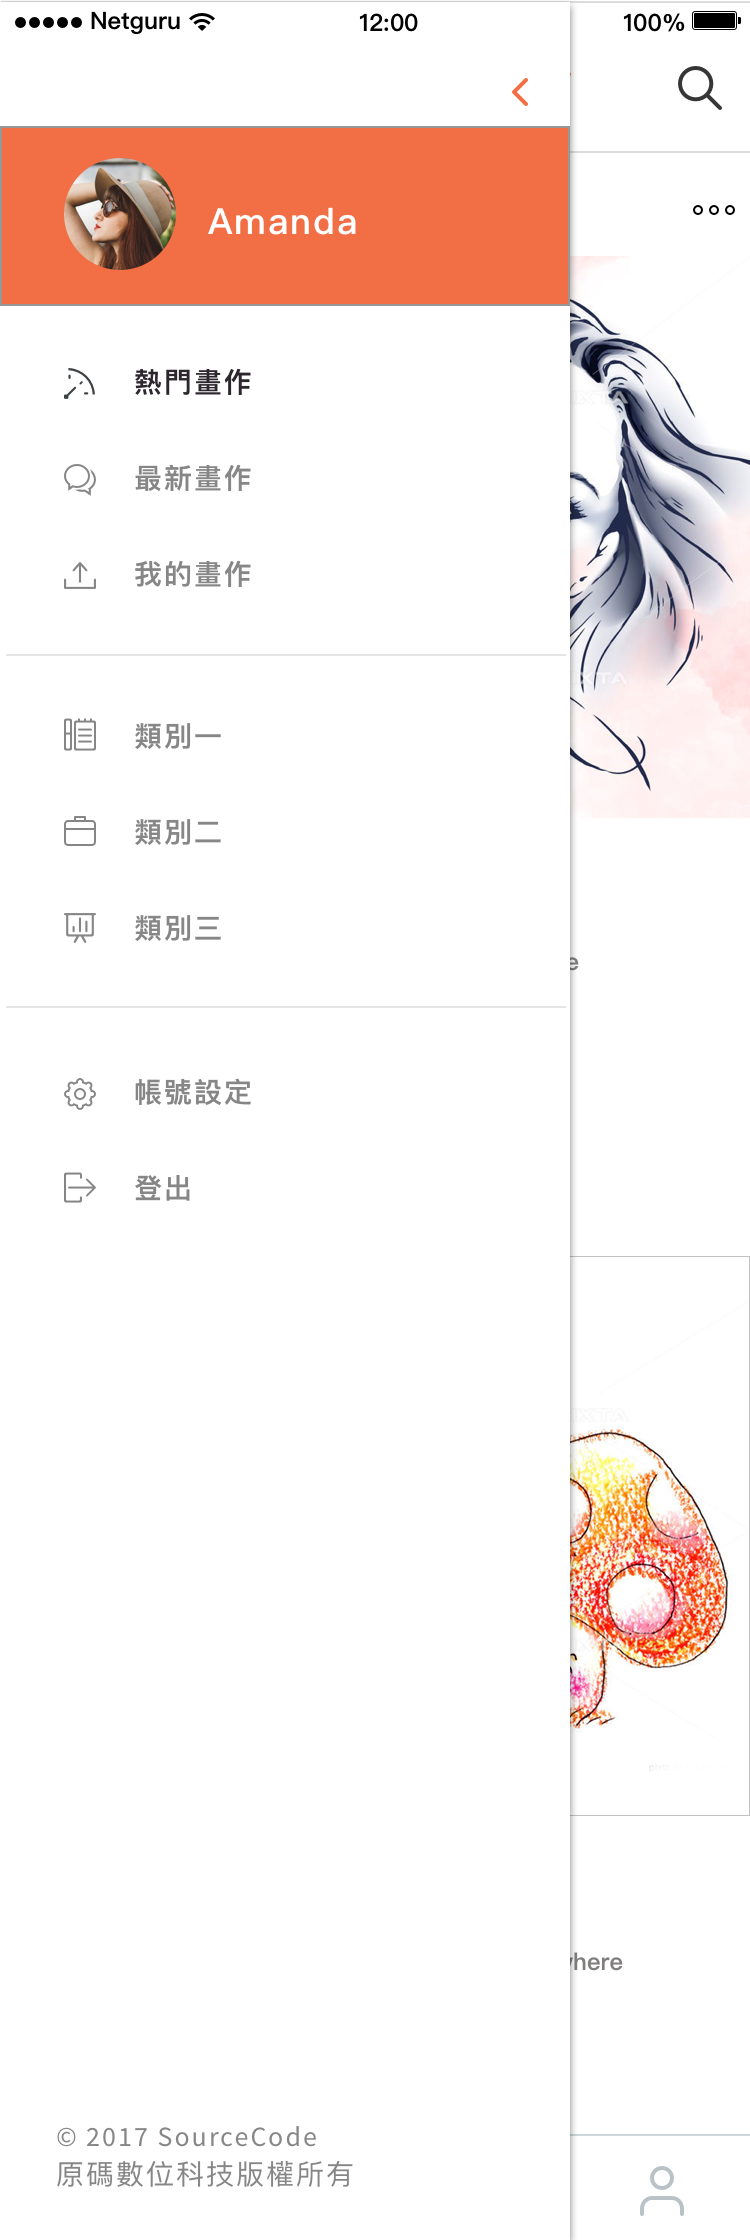 Netguru 12:00 100%
Amanda
熱門畫作
最新畫作
我的畫作
類別一
類別二
類別三
帳號設定
登出
© 2017 SourceCode
原碼數位科技版權所有